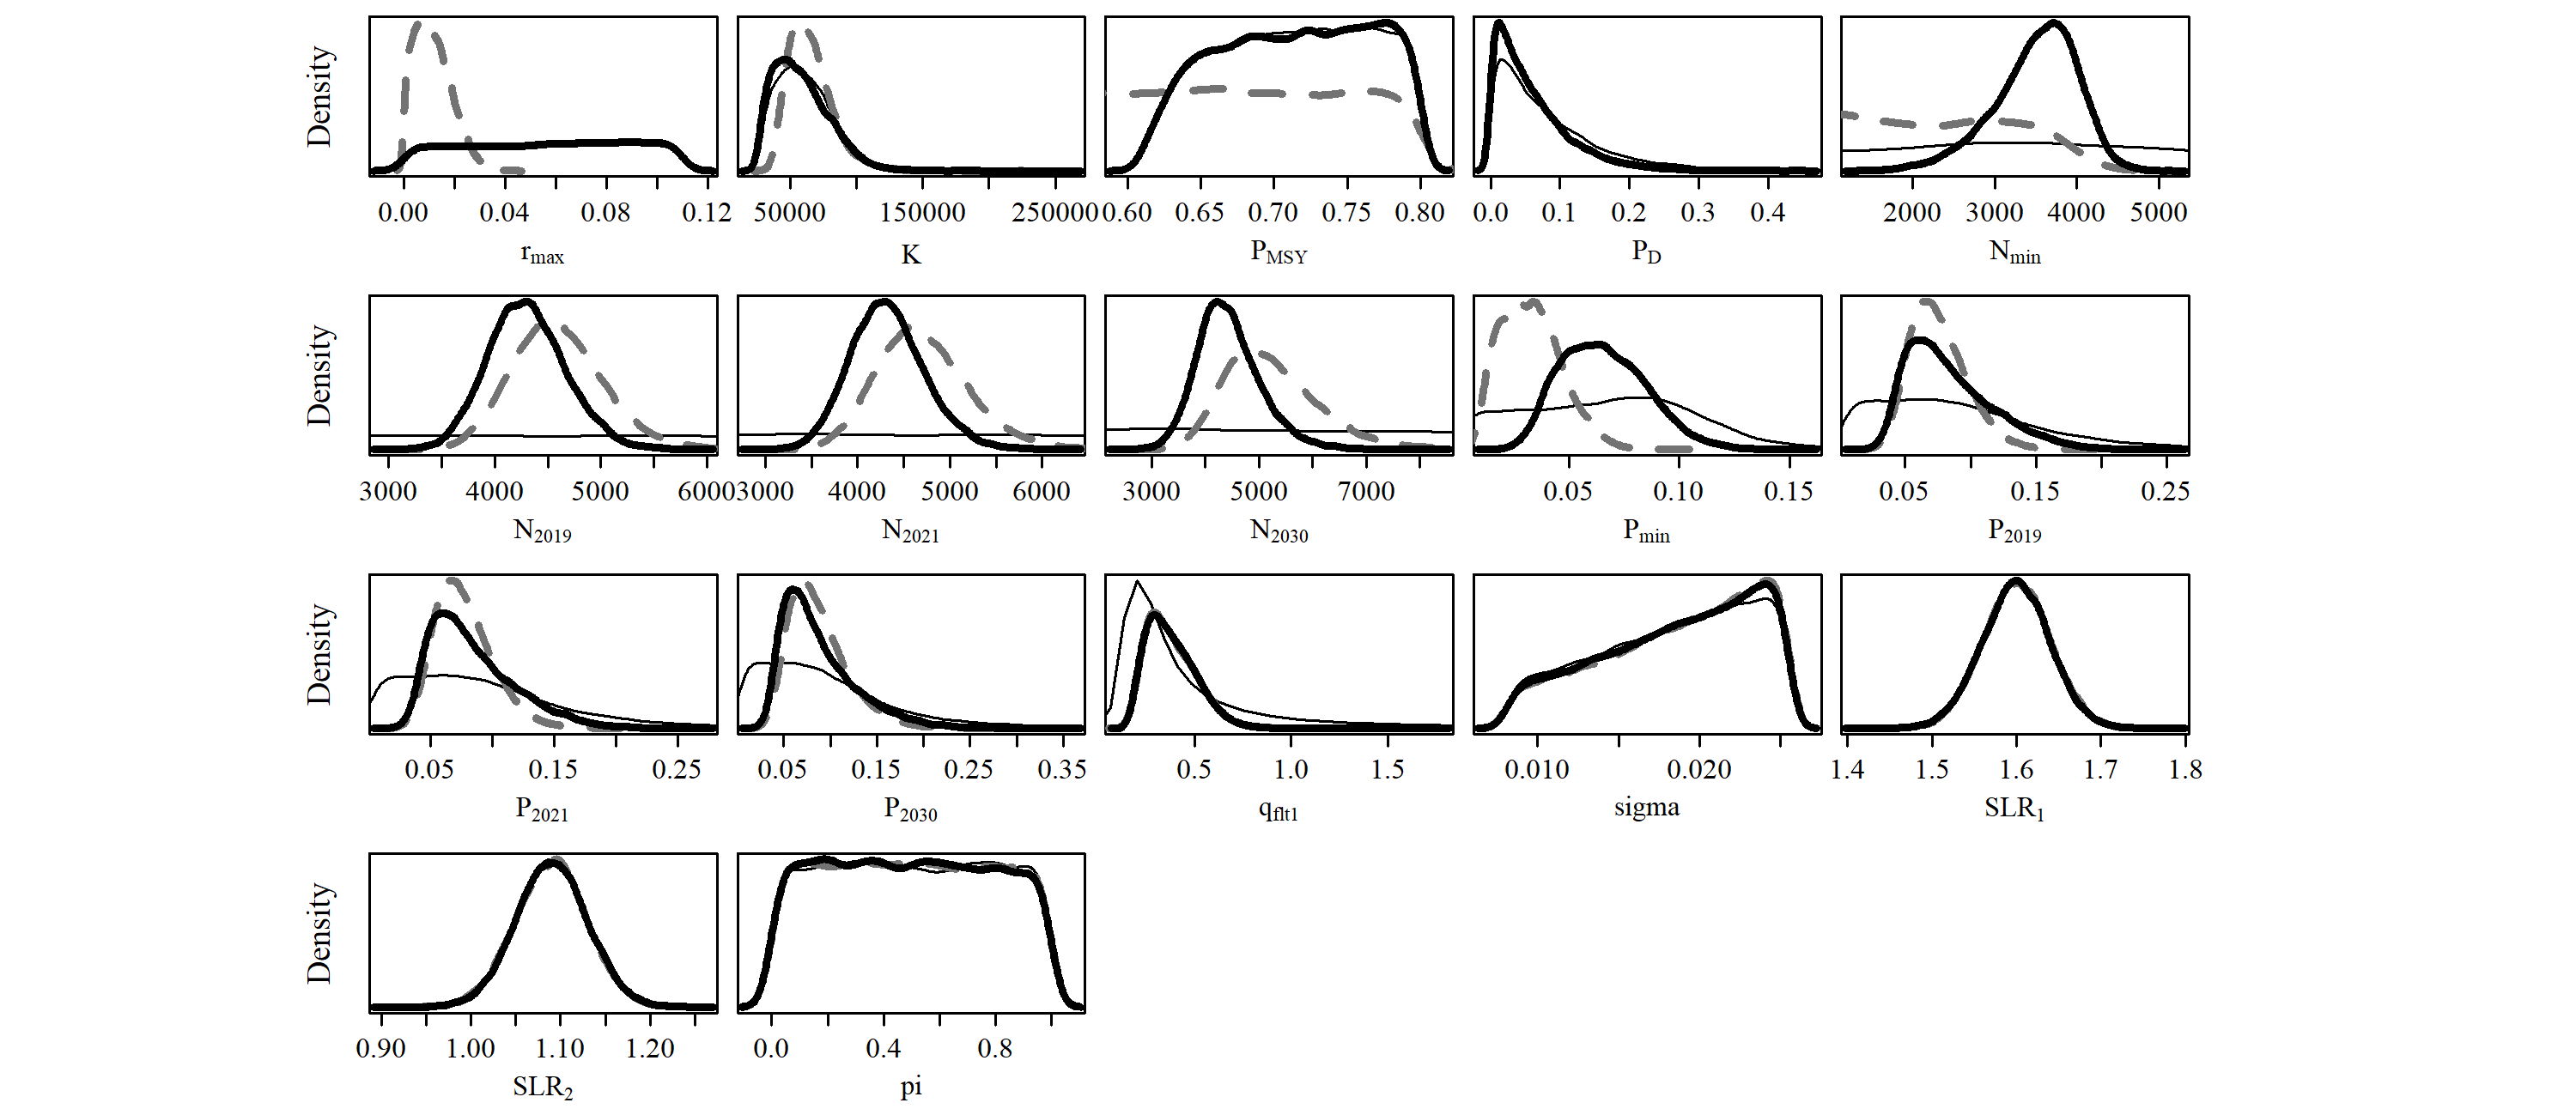 Density
0.00 0.04 0.08 0.12 50000 150000 250000 0.60 0.65 0.70 0.75 0.80 0.0 0.1 0.2 0.3 0.4 2000 3000 4000 5000
rmax K PMSY PD Nmin
Density
3000 4000 5000 6000 3000 4000 5000 6000 3000 5000 7000 0.05 0.10 0.15 0.05 0.15 0.25
N2019 N2021 N2030 Pmin P2019
Density
0.05 0.15 0.25 0.05 0.15 0.25 0.35 0.5 1.0 1.5 0.010 0.020 1.4 1.5 1.6 1.7 1.8
P2021 P2030 qflt1 sigma SLR1
Density
0.90 1.00 1.10 1.20 0.0 0.4 0.8
SLR2 pi